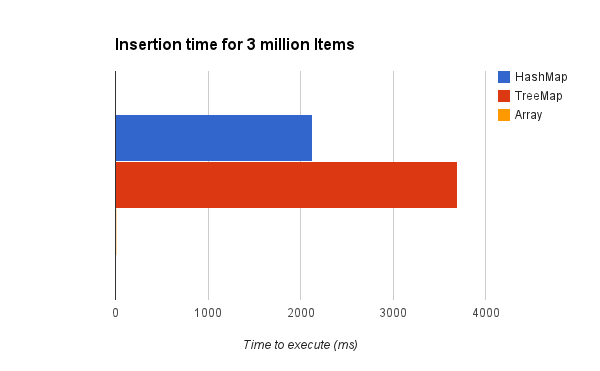 Insertion time for 3 million Items
HashMap
TreeMap
Array
0 1000 2000 3000 4000
Time to execute (ms)